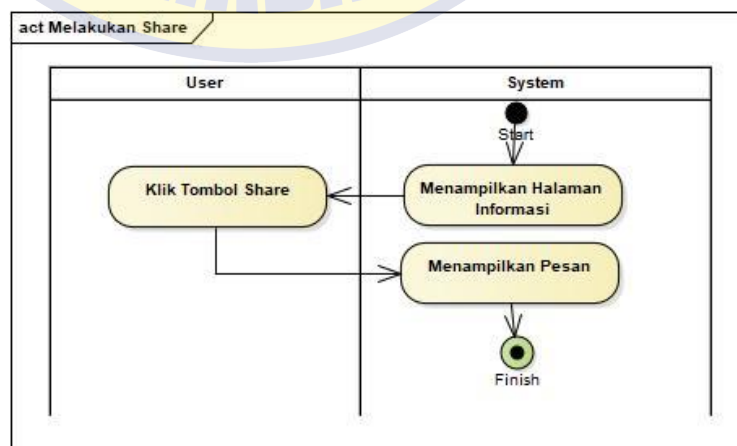 act Melakukan Share
User
System
Start
Klik Tombol Share
Menampilkan Halaman
Informasi
Menampilkan Pesan
Finish